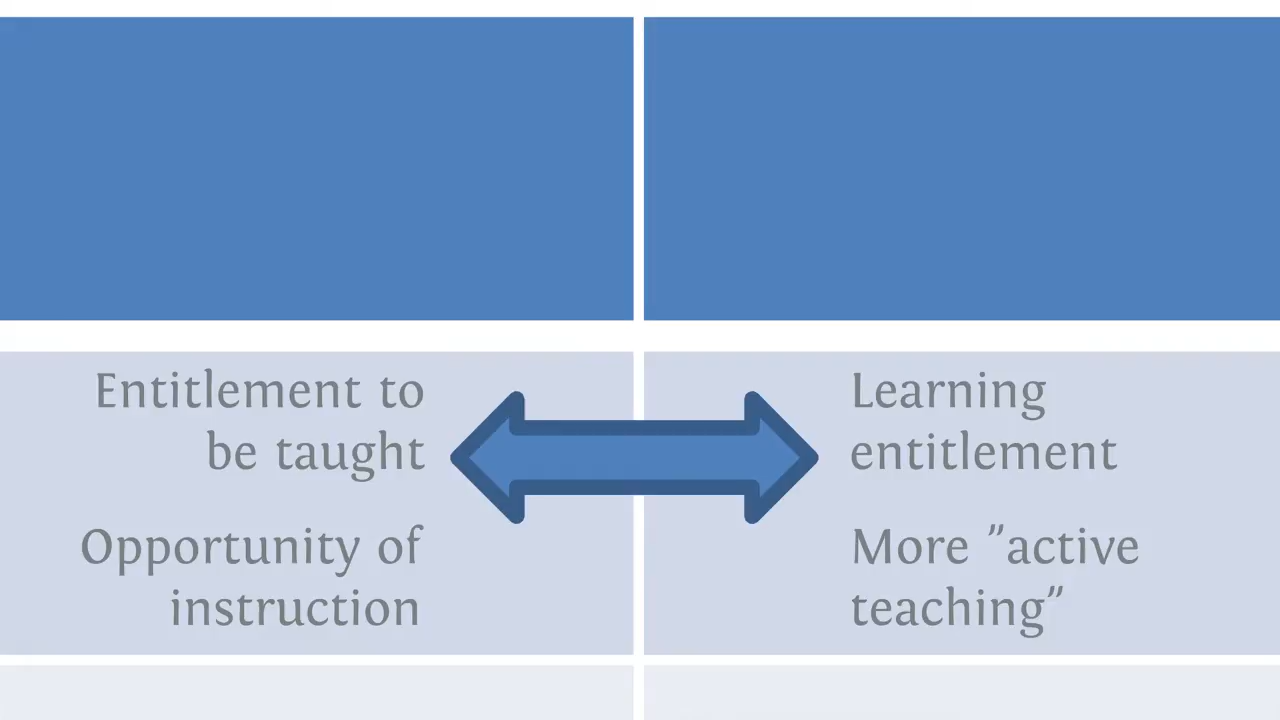 Entitlement to
be taught
Opportunity of
instruction
Learning
entitlement
More "active
teaching"